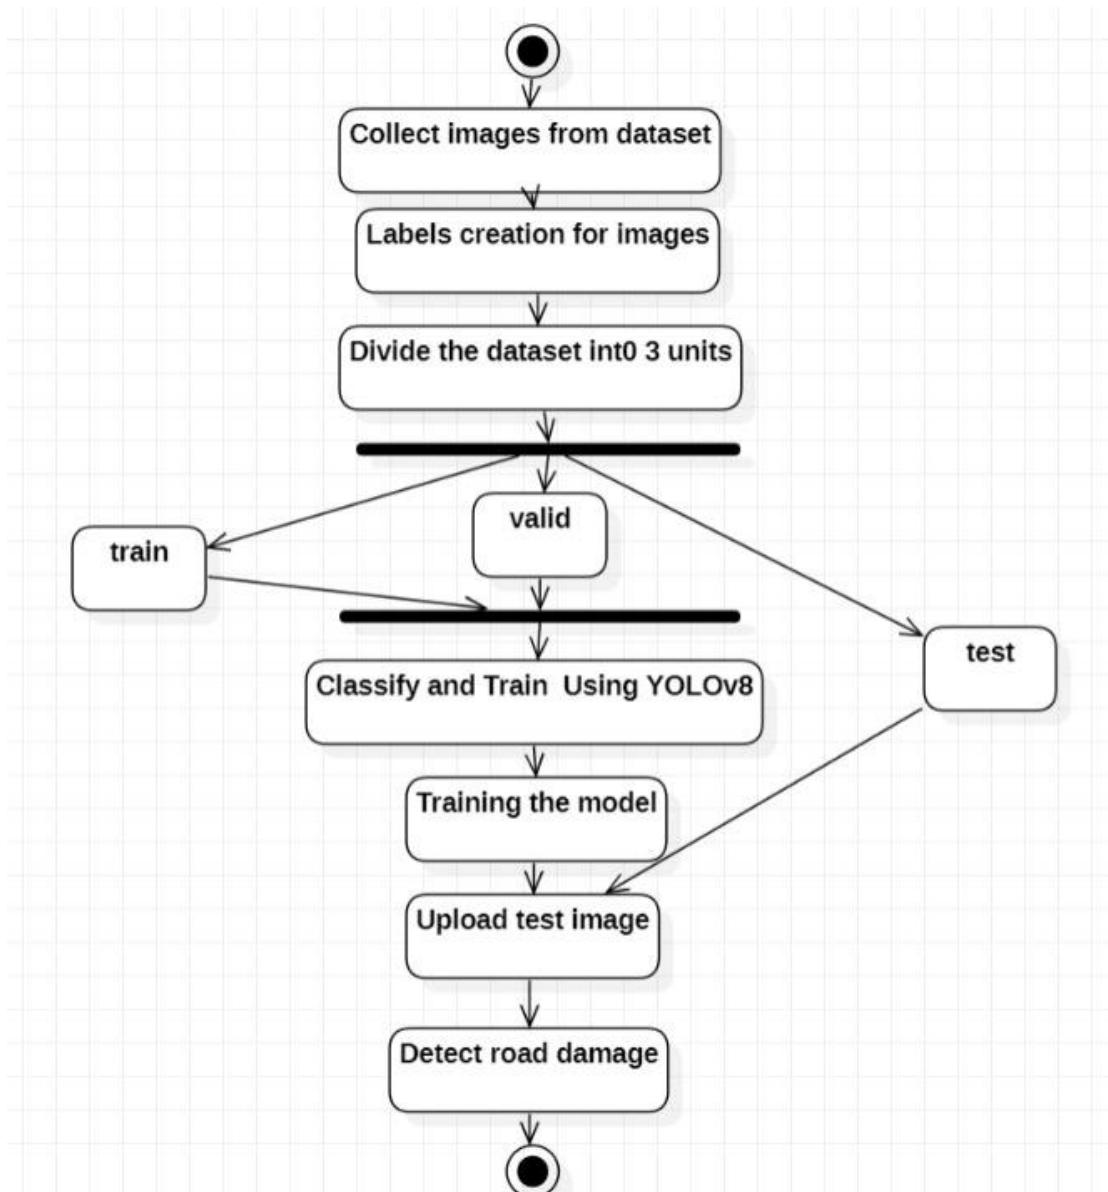 Collect images from dataset
Labels creation for images
Divide the dataset int0 3 units
valid
train
test
Classify and Train  Using YOLOv8
Training the model
Upload test image
Detect road damage